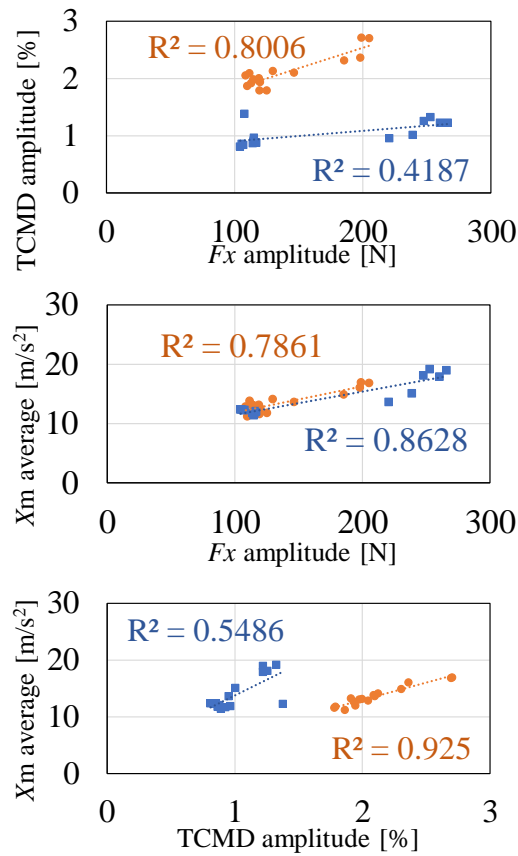 TCMD amplitude [%]
3
2
1
0
R² = 0.8006
R² = 0.4187
0
100
200
300
Fx amplitude [N]
Xm average [m/s²]
30
20
10
0
R² = 0.7861
R² = 0.8628
0
100
200
300
Fx amplitude [N]
Xm average [m/s²]
30
20
10
0
R² = 0.5486
R² = 0.925
0
1
2
3
TCMD amplitude [%]